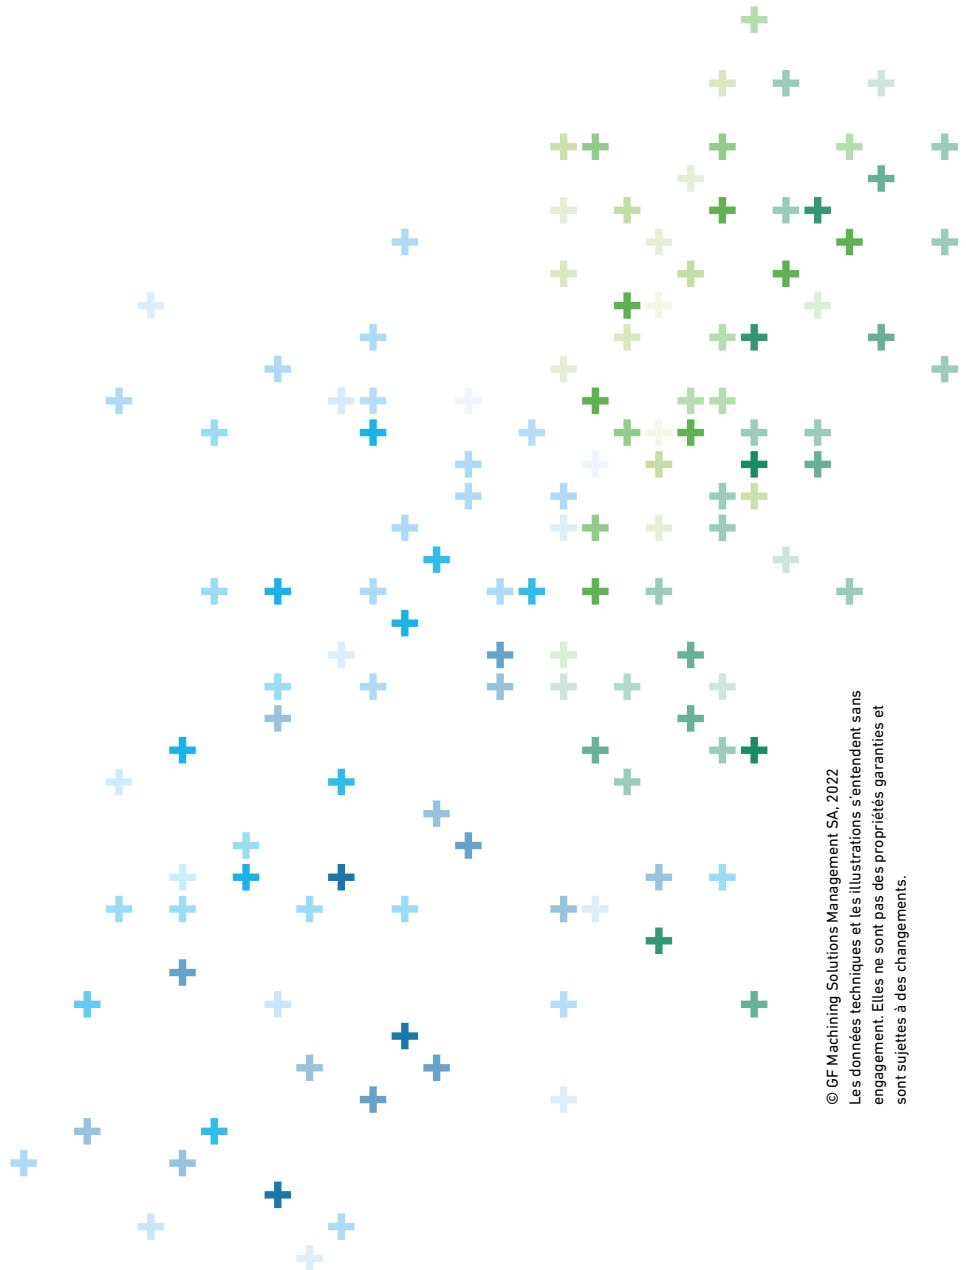 © GF Machining Solutions Management SA, 2022
Les données techniques et les illustrations s'entendent sans
engagement. Elles ne sont pas des propriétés garanties et
sont sujettes à des changements.